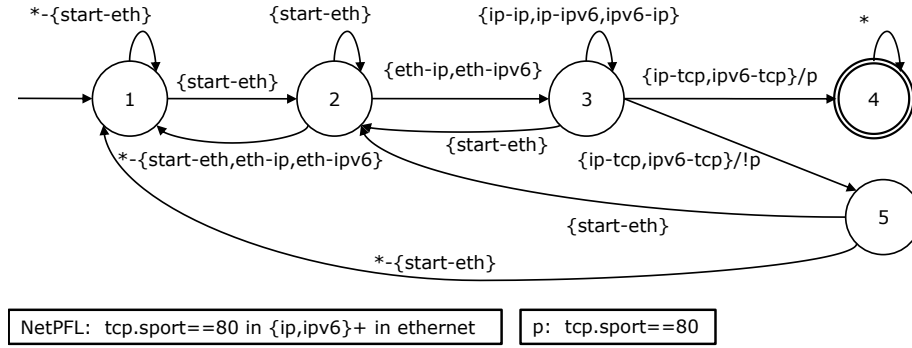 *-{start-eth}
{start-eth}
{ip-ip,ip-ipv6,ipv6-ip}
*
{start-eth}
{eth-ip,eth-ipv6}
{ip-tcp,ipv6-tcp}/p
1
2
3
4
{start-eth}
*-{start-eth,eth-ip,eth-ipv6}
{ip-tcp,ipv6-tcp}/!p
5
{start-eth}
*-{start-eth}
NetPFL: tcp.sport==80 in {ip,ipv6}+ in ethernet
p: tcp.sport==80